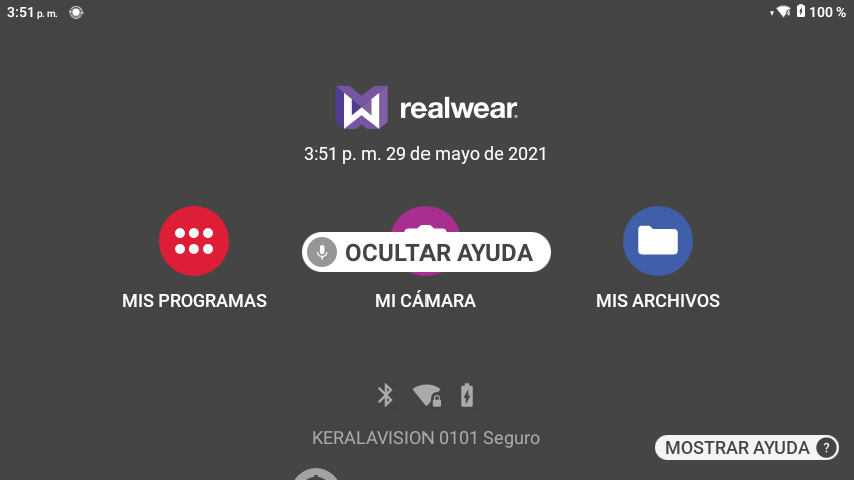 3:51 p. m.
100 %
realwear
3:51 p. m. 29 de mayo de 2021
OCULTAR AYUDA
MIS PROGRAMAS
MI CÁMARA
MIS ARCHIVOS
KERALAVISION 0101 Seguro
MOSTRAR AYUDA ?